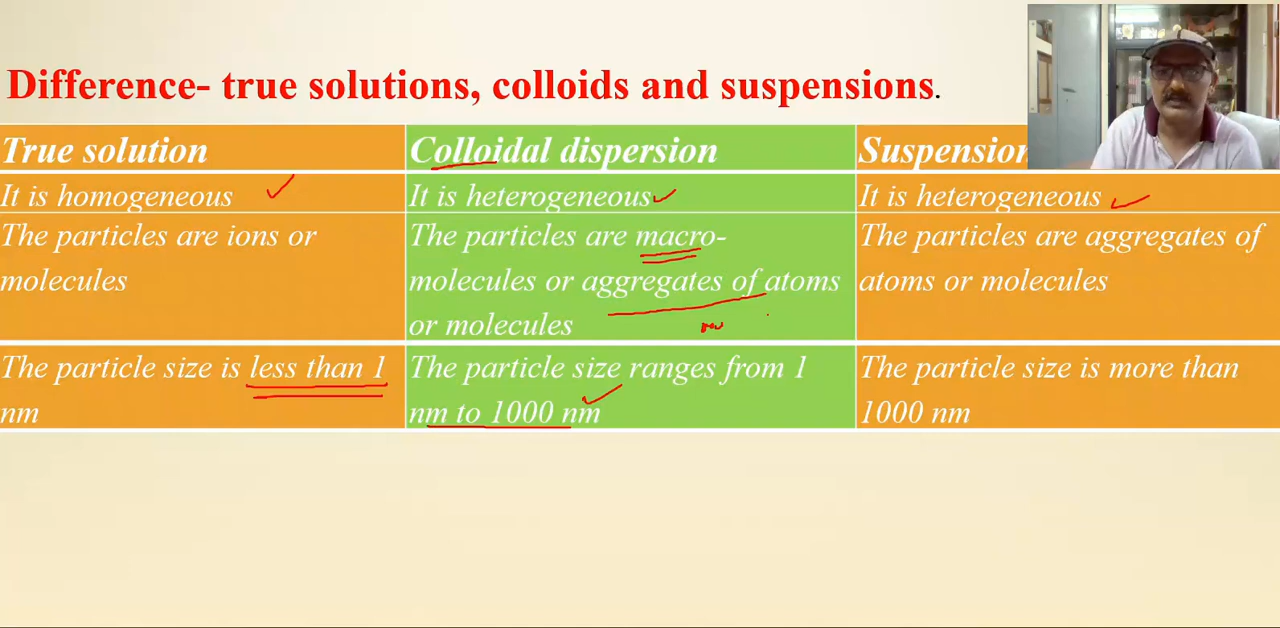 Difference- true solutions, colloids and suspensions.
True solution
Colloidal dispersion
Suspension
It is homogeneous
It is heterogeneous
It is heterogeneous
The particles are ions or
molecules
The particles are macro-
molecules or aggregates of atoms
or molecules
The particles are aggregates of
atoms or molecules
The particle size is less than 1
nm
The particle size ranges from 1
nm to 1000 nm
The particle size is more than
1000 nm